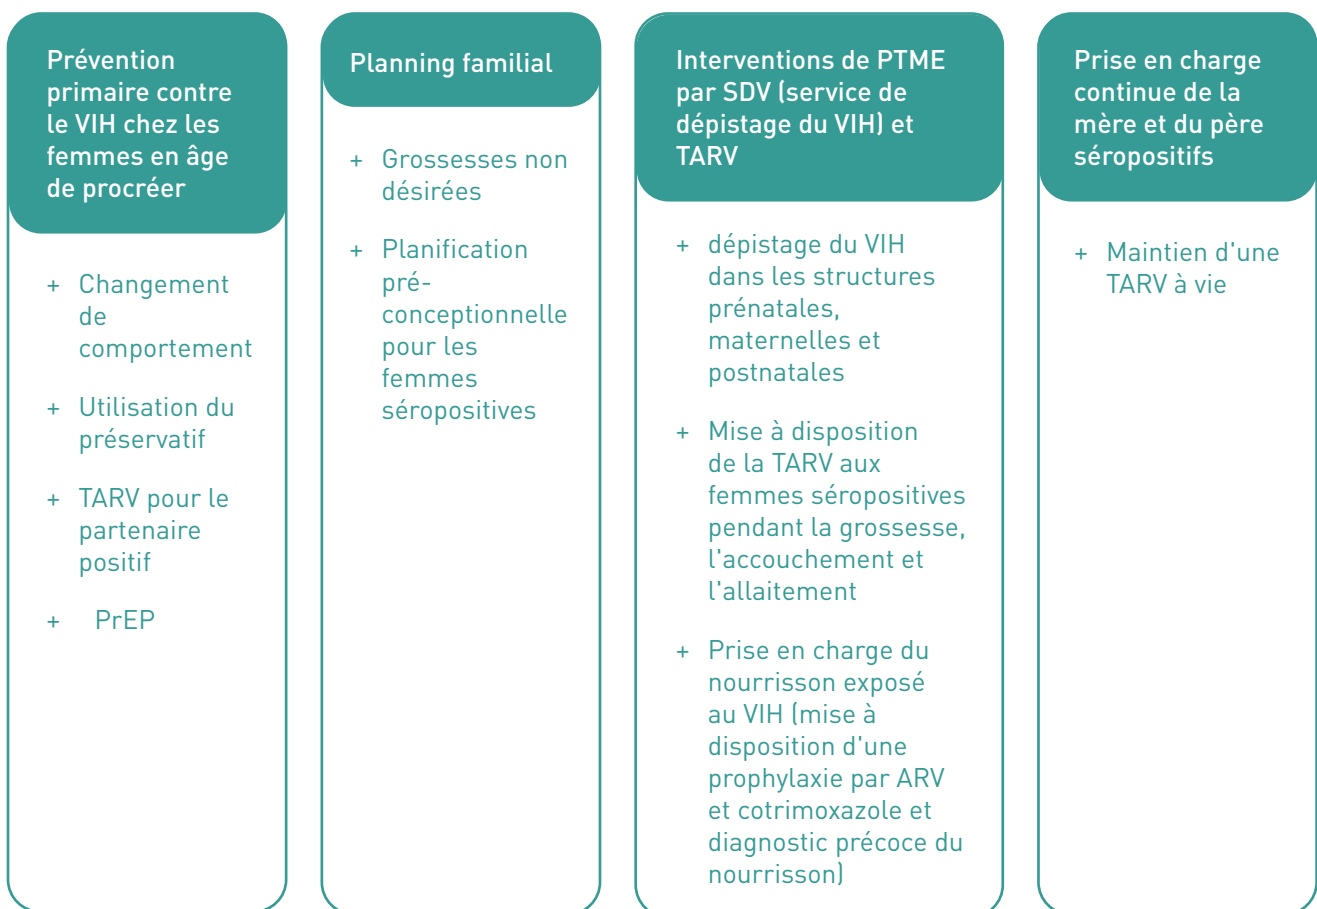 Prévention
primaire contre
le VIH chez les
femmes en âge
de procréer
+ Changement
de
comportement
+ Utilisation du
préservatif
+ TARV pour le
partenaire
positif
+ PrEP
Planning familial
+ Grossesses non
désirées
+ Planification
pré-
conceptionnelle
pour les
femmes
séropositives
Interventions de PTME
par SDV (service de
dépistage du VIH) et
TARV
+ dépistage du VIH
dans les structures
prénatales,
maternelles et
postnatales
+ Mise à disposition
de la TARV aux
femmes séropositives
pendant la grossesse,
l'accouchement et
l'allaitement
+ Prise en charge du
nourrisson exposé
au VIH (mise à
disposition d'une
prophylaxie par ARV
et cotrimoxazole et
diagnostic précoce du
nourrisson)
Prise en charge
continue de la
mère et du père
séropositifs
+ Maintien d'une
TARV à vie